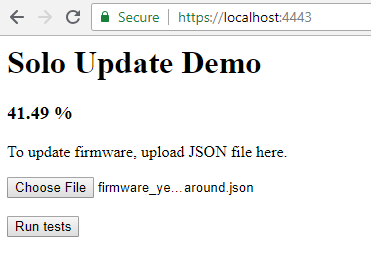 Secure https://localhost:4443
Solo Update Demo
41.49 %
To update firmware, upload JSON file here.
Choose File firmware_ye...around.json
Run tests